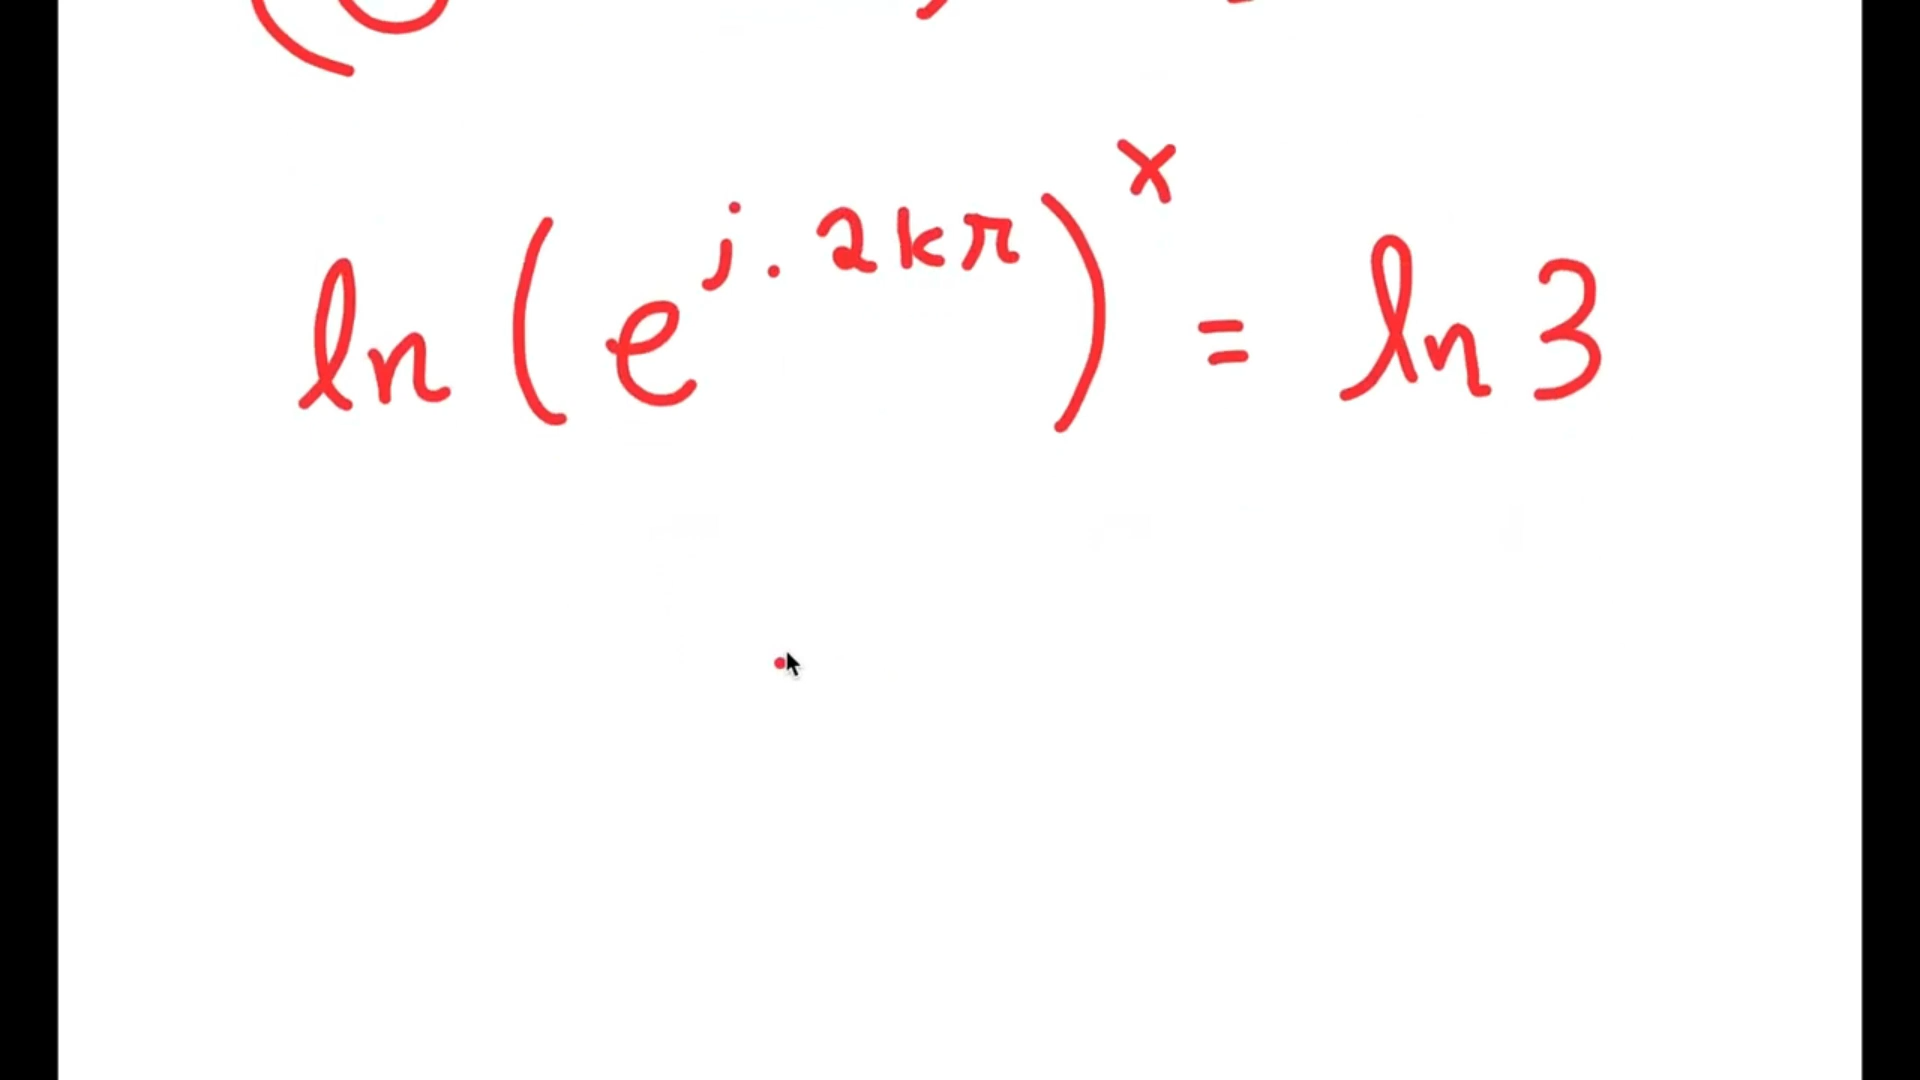 ln (e^{j. 2kπ})^x = ln 3